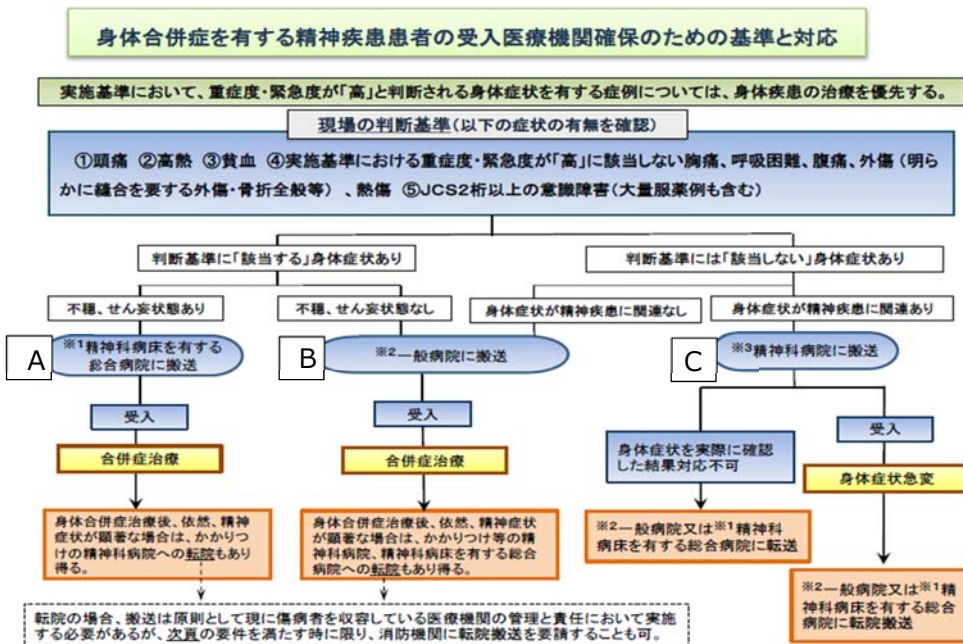 身体合併症を有する精神疾患患者の受入医療機関確保のための基準と対応
実施基準において、重症度・緊急度が「高」と判断される身体症状を有する症例については、身体疾患の治療を優先する。
現場の判断基準(以下の症状の有無を確認)
①頭痛 ②高熱 ③貧血 ④実施基準における重症度・緊急度が「高」に該当しない胸痛、呼吸困難、腹痛、外傷(明ら
かに縫合を要する外傷・骨折全般等)、熱傷 ⑤JCS2桁以上の意識障害(大量服薬例も含む)
判断基準に「該当する」身体症状あり
判断基準には「該当しない」身体症状あり
不穏、せん妄状態あり
不穏、せん妄状態なし
身体症状が精神疾患に関連なし
身体症状が精神疾患に関連あり
A
※1精神科病床を有する
総合病院に搬送
B
※2一般病院に搬送
C
※3精神科病院に搬送
受入
受入
身体症状を実際に確認
した結果対応不可
受入
合併症治療
合併症治療
身体症状急変
身体合併症治療後、依然、精神
症状が顕著な場合は、かかりつ
けの精神科病院への転院もあり
得る。
身体合併症治療後、依然、精神症状
が顕著な場合は、かかりつけ等の精
神科病院、精神科病床を有する総合
病院への転院もあり得る。
※2一般病院又は※1精神科
病床を有する総合病院に転送
※2一般病院又は※1精
神科病床を有する総合
病院に転院搬送
転院の場合、搬送は原則として現に傷病者を収容している医療機関の管理と責任において実施
する必要があるが、次頁の要件を満たす時に限り、消防機関に転院搬送を要請することも可。